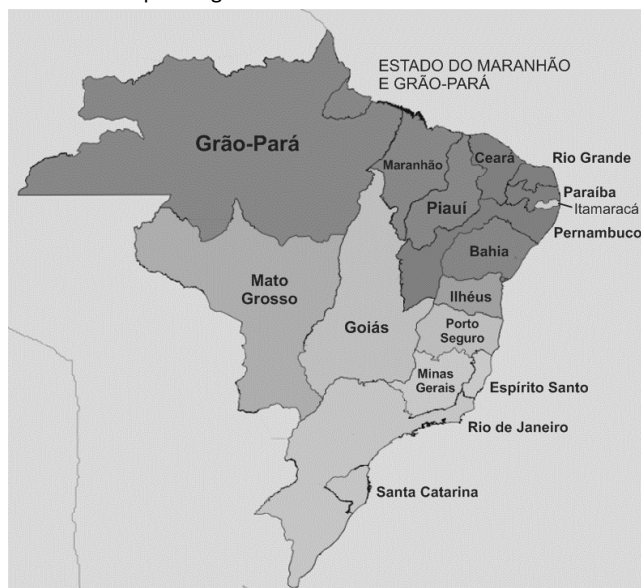 ESTADO DO MARANHÃO
E GRÃO-PARÁ
Grão-Pará
Maranhão
Ceará
Rio Grande
Paraíba
Itamaracá
Piauí
Pernambuco
Bahia
Mato
Grosso
Ilhéus
Goiás
Porto
Seguro
Minas
Gerais
Espírito Santo
Rio de Janeiro
Santa Catarina